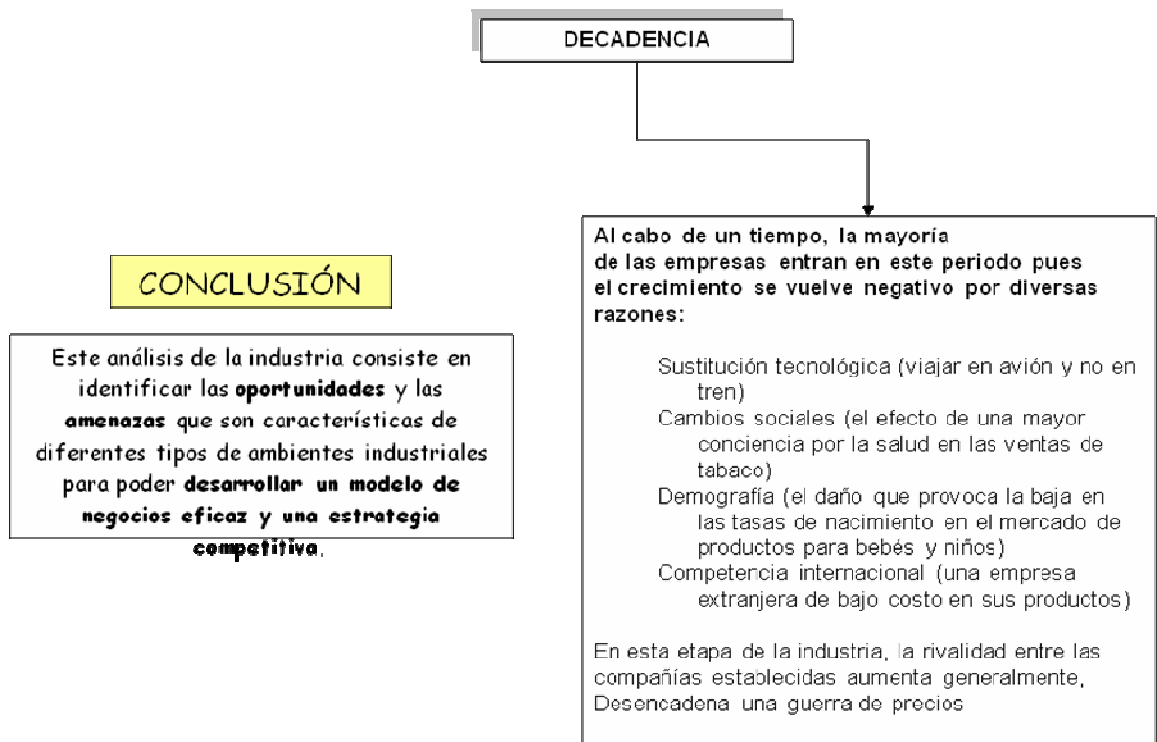 DECADENCIA
CONCLUSIÓN
Este análisis de la industria consiste en
identificar las oportunidades y las
amenazas que son características de
diferentes tipos de ambientes industriales
para poder desarrollar un modelo de
negocios eficaz y una estrategia
competitiva.
Al cabo de un tiempo, la mayoría
de las empresas entran en este periodo pues
el crecimiento se vuelve negativo por diversas
razones:
Sustitución tecnológica (viajar en avión y no en
tren)
Cambios sociales (el efecto de una mayor
conciencia por la salud en las ventas de
tabaco)
Demografía (el daño que provoca la baja en
las tasas de nacimiento en el mercado de
productos para bebés y niños)
Competencia internacional (una empresa
extranjera de bajo costo en sus productos)
En esta etapa de la industria, la rivalidad entre las
compañías establecidas aumenta generalmente,
Desencadena una guerra de precios